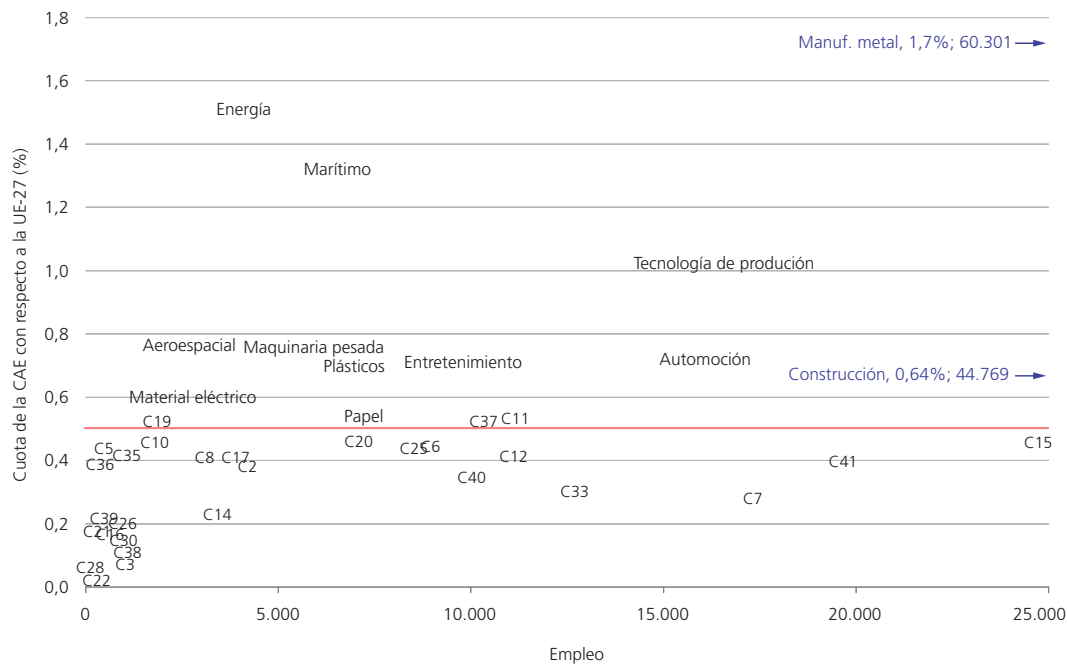 1,8
Manuf. metal, 1,7%; 60.301
1,6
Energía
1,4
Marítimo
1,2
Tecnología de produción
1,0
0,8
Aeroespacial
Maquinaria pesada
Plásticos
Entretenimiento
Automoción
Construcción, 0,64%; 44.769
0,6
Material eléctrico
Papel
C19
C37
C11
C10
C20
C15
C5
C35
C36
C8
C17
C2
C25
C6
C12
C41
0,4
C40
C33
C7
C14
C39
C26
0,2
C21
C16
C30
C38
C3
C28
C22
0,0
0
5.000
10.000
15.000
20.000
25.000
Empleo
Cuota de la CAE con respecto a la UE-27 (%)